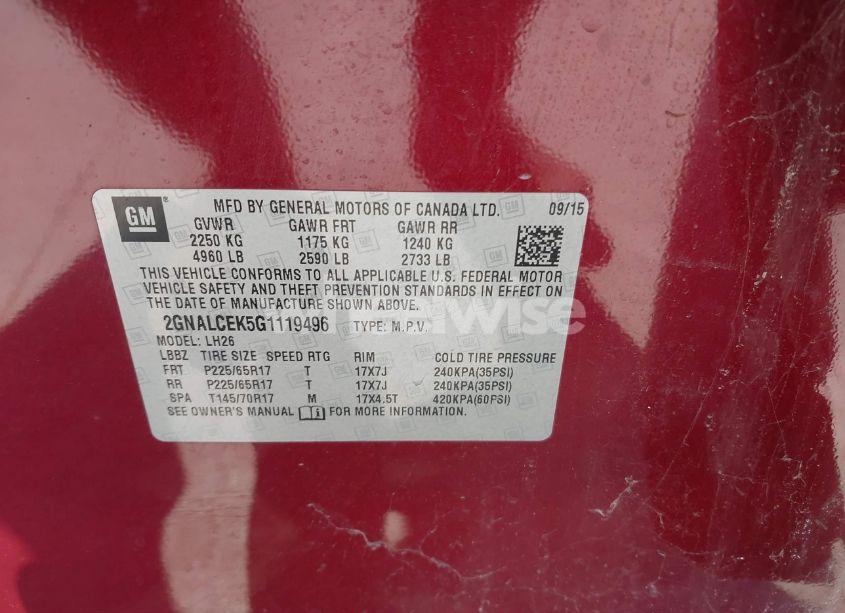 GM
MFD BY GENERAL MOTORS OF CANADA LTD. 09/15
GVWR GAWR FRT GAWR RR
2250 KG 1175 KG 1240 KG
4960 LB 2590 LB 2733 LB
THIS VEHICLE CONFORMS TO ALL APPLICABLE U.S. FEDERAL MOTOR
VEHICLE SAFETY AND THEFT PREVENTION STANDARDS IN EFFECT ON
THE DATE OF MANUFACTURE SHOWN ABOVE.
2GNALCEK5G1119496 TYPE: M.P.V.
MODEL: LH26
LBBZ TIRE SIZE SPEED RTG RIM COLD TIRE PRESSURE
FRT P225/65R17 T 17X7J 240KPA(35PSI)
RR P225/65R17 T 17X7J 240KPA(35PSI)
SPA T145/70R17 M 17X4.5T 420KPA(60PSI)
SEE OWNER'S MANUAL FOR MORE INFORMATION.